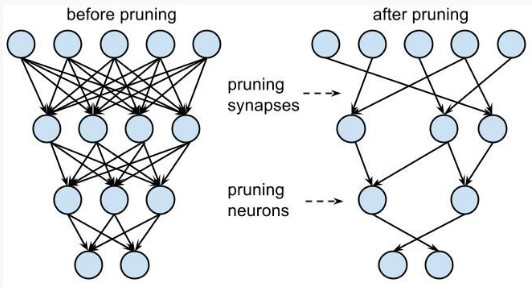 before pruning
after pruning
pruning
synapses
pruning
neurons